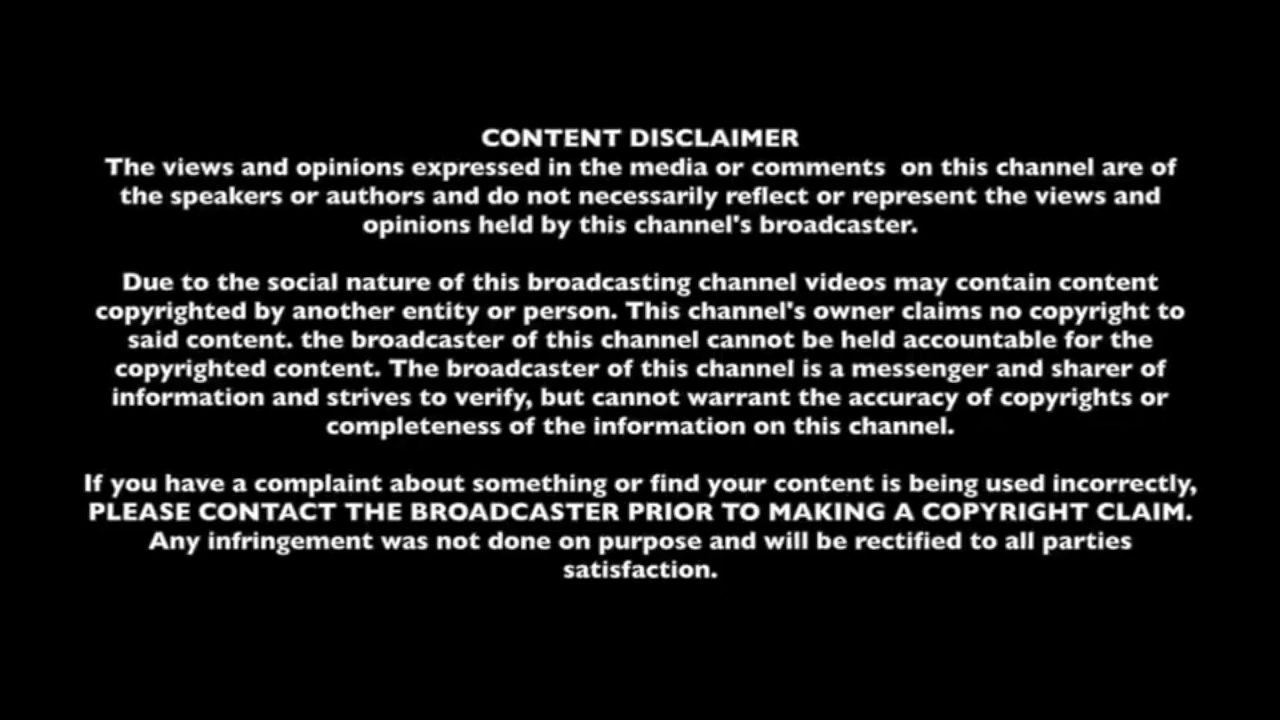 CONTENT DISCLAIMER
The views and opinions expressed in the media or comments  on this channel are of
the speakers or authors and do not necessarily reflect or represent the views and
opinions held by this channel's broadcaster.
Due to the social nature of this broadcasting channel videos may contain content
copyrighted by another entity or person. This channel's owner claims no copyright to
said content. the broadcaster of this channel cannot be held accountable for the
copyrighted content. The broadcaster of this channel is a messenger and sharer of
information and strives to verify, but cannot warrant the accuracy of copyrights or
completeness of the information on this channel.
If you have a complaint about something or find your content is being used incorrectly,
PLEASE CONTACT THE BROADCASTER PRIOR TO MAKING A COPYRIGHT CLAIM.
Any infringement was not done on purpose and will be rectified to all parties
satisfaction.